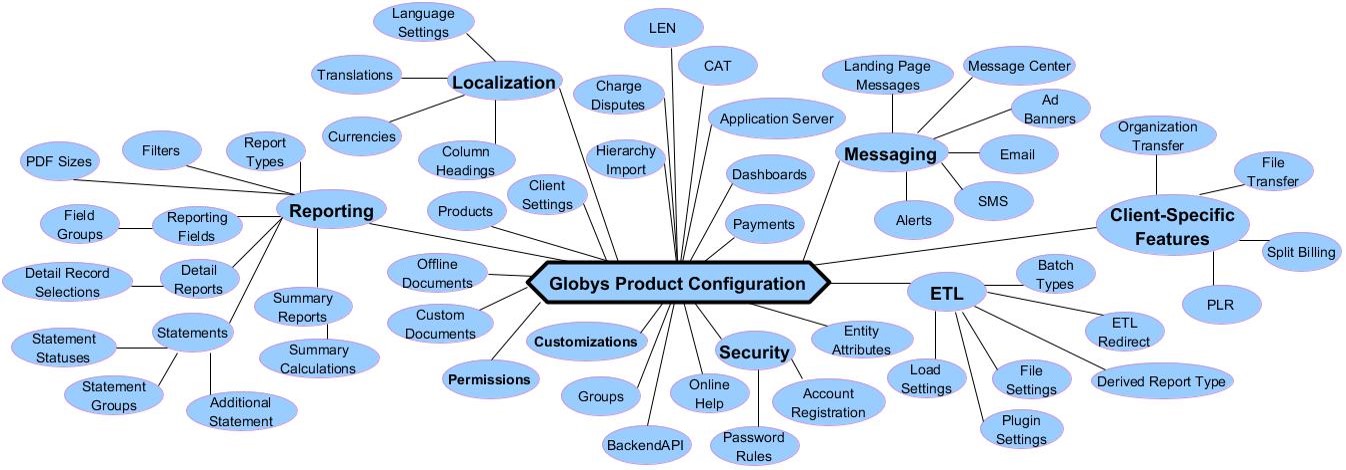 Language
Settings
LEN
CAT
Landing Page
Messages
Message Center
Translations
Localization
Charge
Disputes
Ad
Banners
Application Server
Currencies
Organization
Transfer
Report
Types
Filters
PDF Sizes
Column
Headings
Hierarchy
Import
Messaging
Email
File
Transfer
Dashboards
Client
Settings
SMS
Reporting
Products
Payments
Alerts
Client-Specific
Features
Field
Groups
Reporting
Fields
Split Billing
Offline
Documents
Globys Product Configuration
Batch
Types
Detail Record
Selections
Detail
Reports
ETL
PLR
Summary
Reports
Custom
Documents
Statements
Customizations
Entity
Attributes
ETL
Redirect
Statement
Statuses
Summary
Calculations
Security
Permissions
Load
Settings
File
Settings
Derived Report Type
Statement
Groups
Groups
Online
Help
Account
Registration
Additional
Statement
Plugin
Settings
BackendAPI
Password
Rules